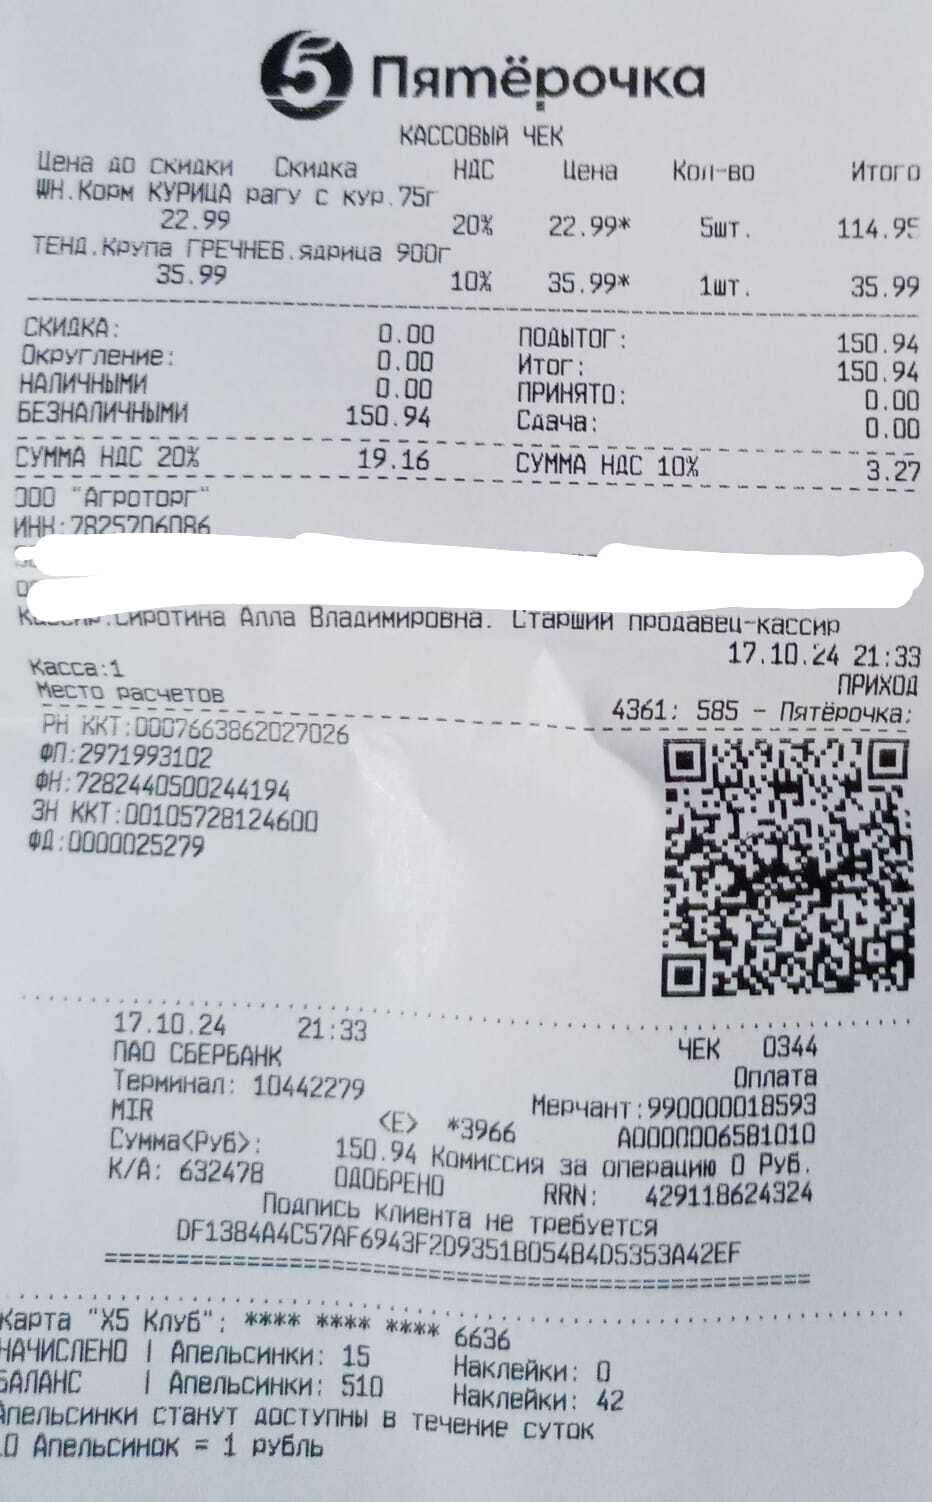 5 Пятёрочка
КАССОВЫЙ ЧЕК
Цена до скидки Скидка НДС Цена Кол-во Итого
ШН.Корм КУРИЦА рагу с кур.75г
22.99 20% 22.99* 5шт. 114.95
ТЕНД.Крупа ГРЕЧНЕВ.ядрица 900г
35.99 10% 35.99* 1шт. 35.99
СКИДКА: 0.00 ПОДЫТОГ: 150.94
Округление: 0.00 Итог: 150.94
НАЛИЧНЫМИ 0.00 ПРИНЯТО: 0.00
БЕЗНАЛИЧНЫМИ 150.94 Сдача: 0.00
СУММА НДС 20% 19.16 СУММА НДС 10% 3.27
ООО "Агроторг"
ИНН:7825706086
Кассир.Сиротина Алла Владимировна. Старший продавец-кассир
Касса:1 17.10.24 21:33
Место расчетов ПРИХОД
4361: 585 - Пятёрочка:
РН ККТ:0007663862027026
ФП:2971993102
ФН:7282440500244194
ЗН ККТ:00105728124600
ФД:0000025279
17.10.24 21:33 ЧЕК 0344
ПАО СБЕРБАНК Оплата
Терминал: 10442279 Мерчант:990000018593
MIR <E> *3966 A0000006581010
Сумма<Руб>: 150.94 Комиссия за операцию 0 Руб.
К/А: 632478 ОДОБРЕНО RRN: 429118624324
Подпись клиента не требуется
DF1384A4C57AF6943F2D9351B054B4D5353A42EF
==================================================
Карта "X5 Клуб": **** **** **** 6636
НАЧИСЛЕНО | Апельсинки: 15 Наклейки: 0
БАЛАНС | Апельсинки: 510 Наклейки: 42
Апельсинки станут доступны в течение суток
10 Апельсинок = 1 рубль